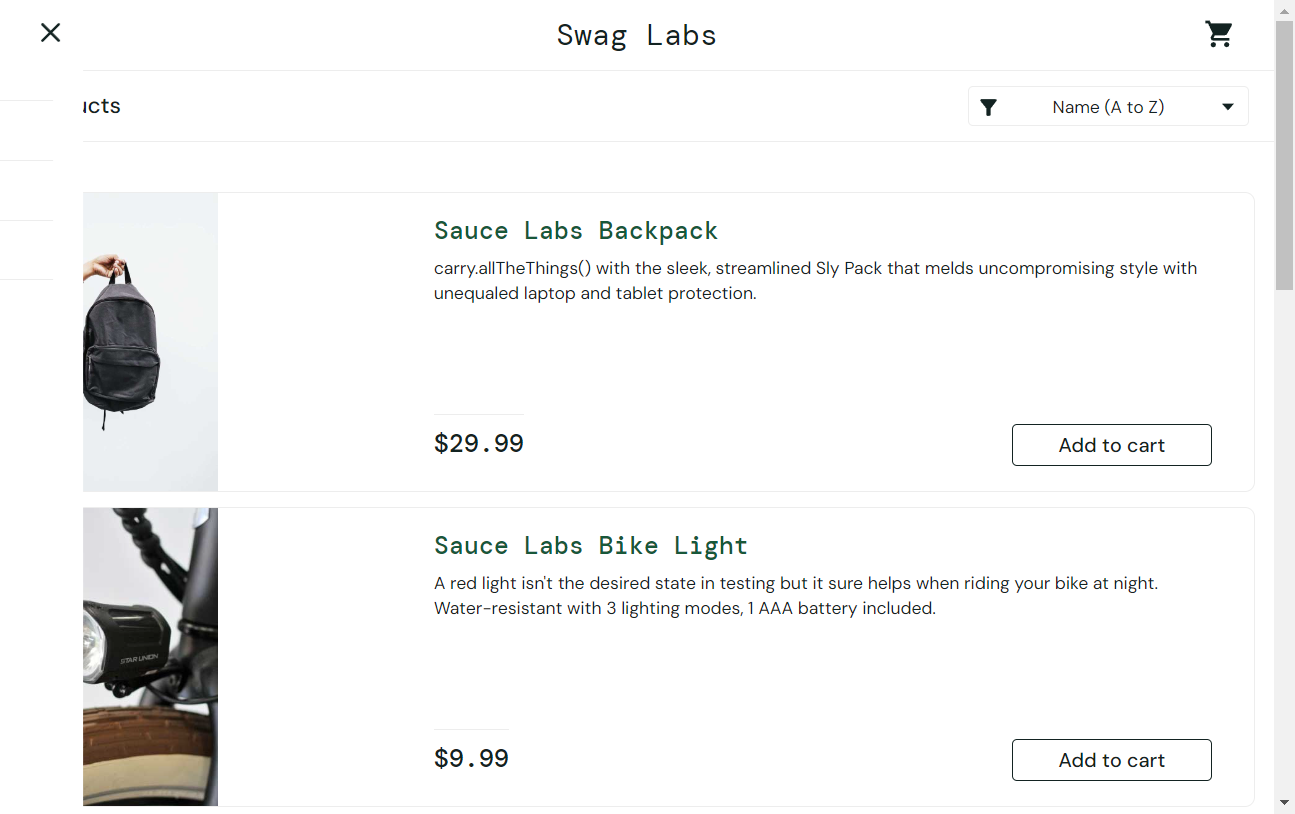 Swag Labs
ucts
Name (A to Z)
Sauce Labs Backpack
carry.allTheThings() with the sleek, streamlined Sly Pack that melds uncompromising style with
unequaled laptop and tablet protection.
$29.99
Add to cart
Sauce Labs Bike Light
A red light isn't the desired state in testing but it sure helps when riding your bike at night.
Water-resistant with 3 lighting modes, 1 AAA battery included.
STAR UNION
$9.99
Add to cart